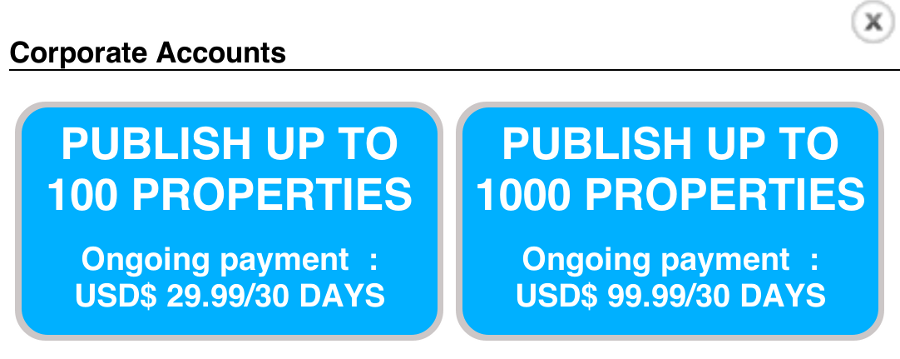 Corporate Accounts
PUBLISH UP TO
100 PROPERTIES
Ongoing payment :
USD$ 29.99/30 DAYS
PUBLISH UP TO
1000 PROPERTIES
Ongoing payment :
USD$ 99.99/30 DAYS